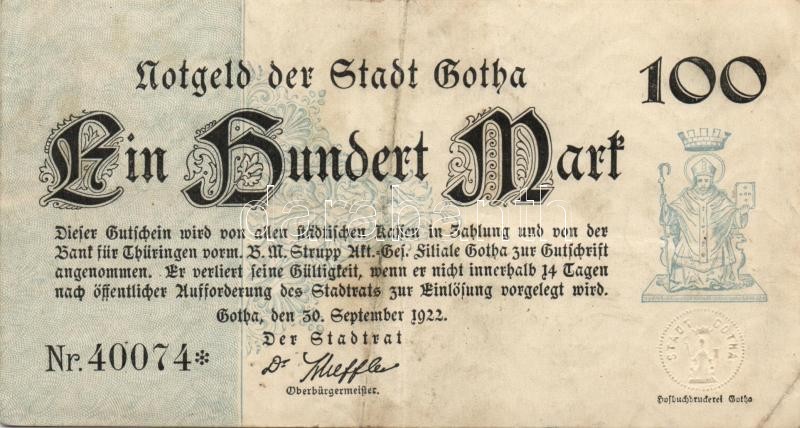 Notgeld der Stadt Gotha
100
Ein Hundert Mark
Dieser Gutschein wird von allen städtischen Kassen in Zahlung und von der
Bank für Thüringen vorm. B. M. Strupp Akt.-Ges. Filiale Gotha zur Gutschrift
angenommen. Er verliert seine Gültigkeit, wenn er nicht innerhalb 14 Tagen
nach öffentlicher Aufforderung des Stadtrats zur Einlösung vorgelegt wird.
Gotha, den 30. September 1922.
Der Stadtrat
Nr. 40074*
Dr. Scheffler
Oberbürgermeister.
STADT GOTHA
Hofbuchdruckerei Gotha
darabanth